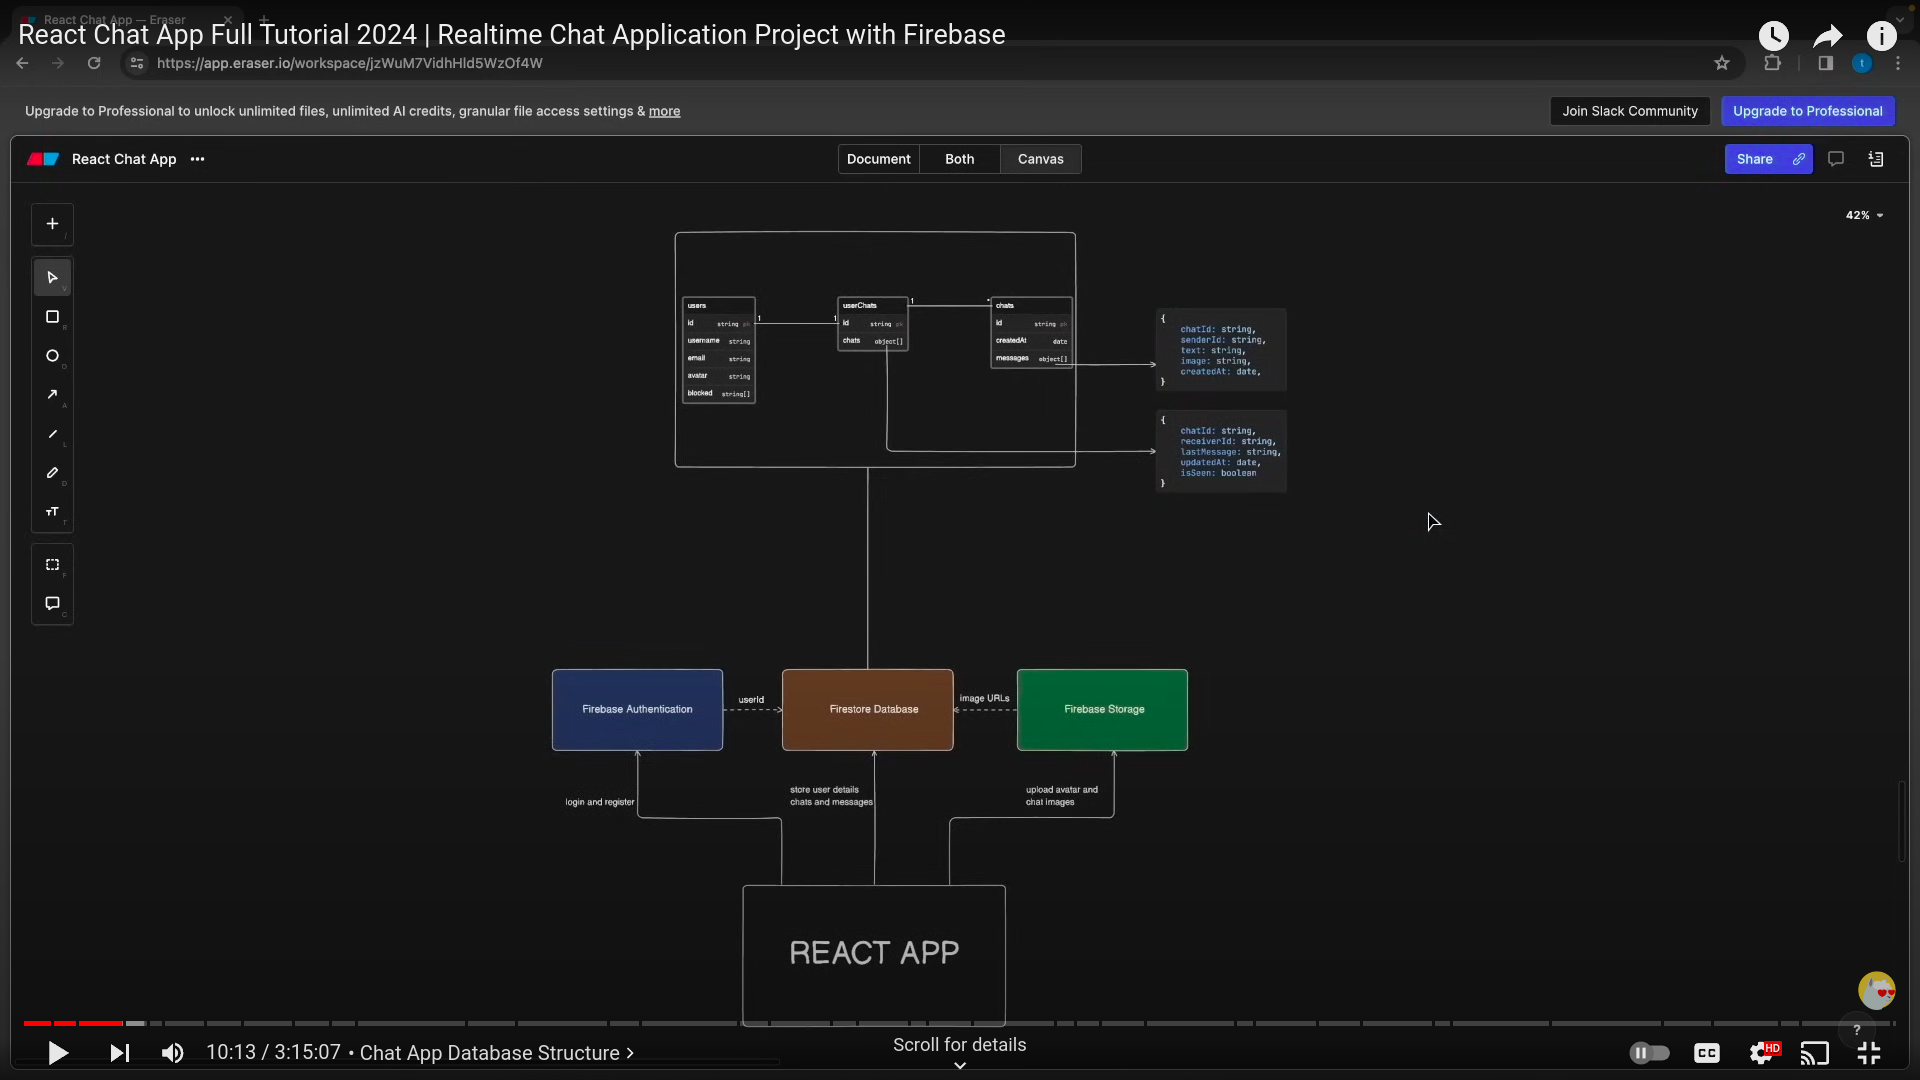 React Chat App — Eraser
React Chat App Full Tutorial 2024 | Realtime Chat Application Project with Firebase
https://app.eraser.io/workspace/jzWuM7VidhHld5WzOf4W
Upgrade to Professional to unlock unlimited files, unlimited AI credits, granular file access settings & more
Join Slack Community
Upgrade to Professional
React Chat App
Document
Both
Canvas
Share
42%
users
id string pk
username string
email string
avatar string
blocked string[]
1
1
userChats
id string pk
chats object[]
1
*
chats
id string pk
createdAt date
messages object[]
{
chatId: string,
senderId: string,
text: string,
image: string,
createdAt: date,
}
{
chatId: string,
receiverId: string,
lastMessage: string,
updatedAt: date,
isSeen: boolean
}
Firebase Authentication
userId
Firestore Database
image URLs
Firebase Storage
login and register
store user details
chats and messages
upload avatar and
chat images
REACT APP
?
10:13 / 3:15:07 • Chat App Database Structure >
Scroll for details
CC
HD